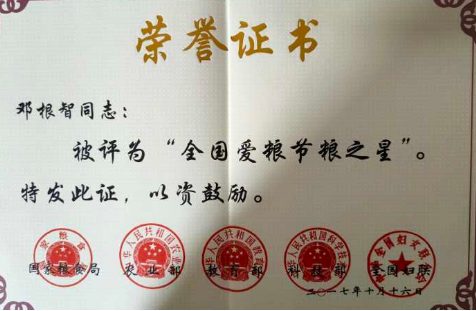 荣誉证书
邓根智同志：
被评为“全国爱粮节粮之星”。
特发此证，以资鼓励。
国家粮食局 农业部 教育部 科技部 全国妇联
二〇一七年十月十六日